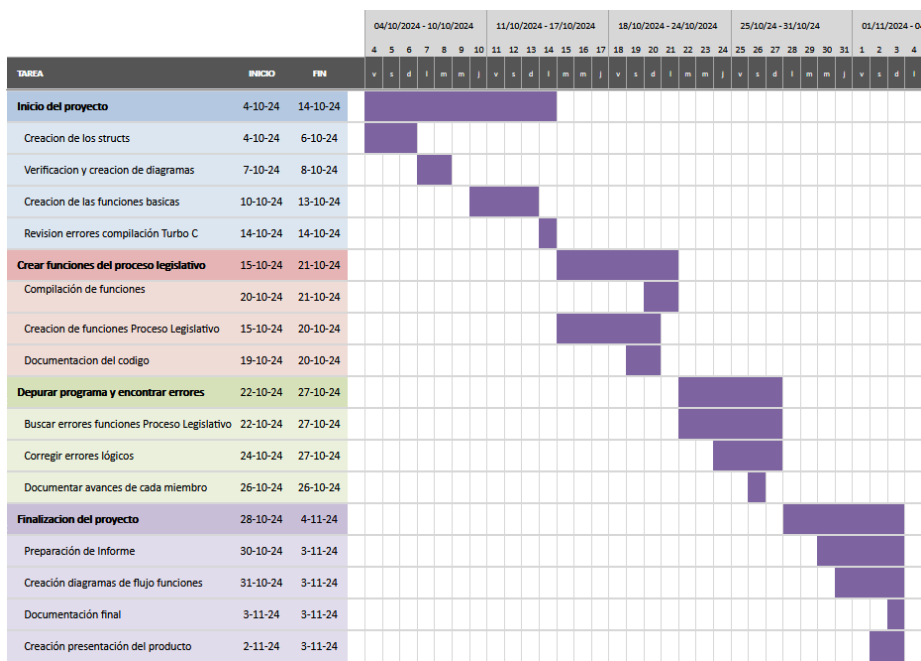 04/10/2024 - 10/10/2024 11/10/2024 - 17/10/2024 18/10/2024 - 24/10/2024 25/10/24 - 31/10/24 01/11/2024 - 0
4 5 6 7 8 9 10 11 12 13 14 15 16 17 18 19 20 21 22 23 24 25 26 27 28 29 30 31 1 2 3 4
TAREA INICIO FIN v s d l m m j v s d l m m j v s d l m m j v s d l m m j v s d l
Inicio del proyecto 4-10-24 14-10-24
Creacion de los structs 4-10-24 6-10-24
Verificacion y creacion de diagramas 7-10-24 8-10-24
Creacion de las funciones basicas 10-10-24 13-10-24
Revision errores compilación Turbo C 14-10-24 14-10-24
Crear funciones del proceso legislativo 15-10-24 21-10-24
Compilación de funciones 20-10-24 21-10-24
Creacion de funciones Proceso Legislativo 15-10-24 20-10-24
Documentacion del codigo 19-10-24 20-10-24
Depurar programa y encontrar errores 22-10-24 27-10-24
Buscar errores funciones Proceso Legislativo 22-10-24 27-10-24
Corregir errores lógicos 24-10-24 27-10-24
Documentar avances de cada miembro 26-10-24 26-10-24
Finalizacion del proyecto 28-10-24 4-11-24
Preparación de Informe 30-10-24 3-11-24
Creación diagramas de flujo funciones 31-10-24 3-11-24
Documentación final 3-11-24 3-11-24
Creación presentación del producto 2-11-24 3-11-24